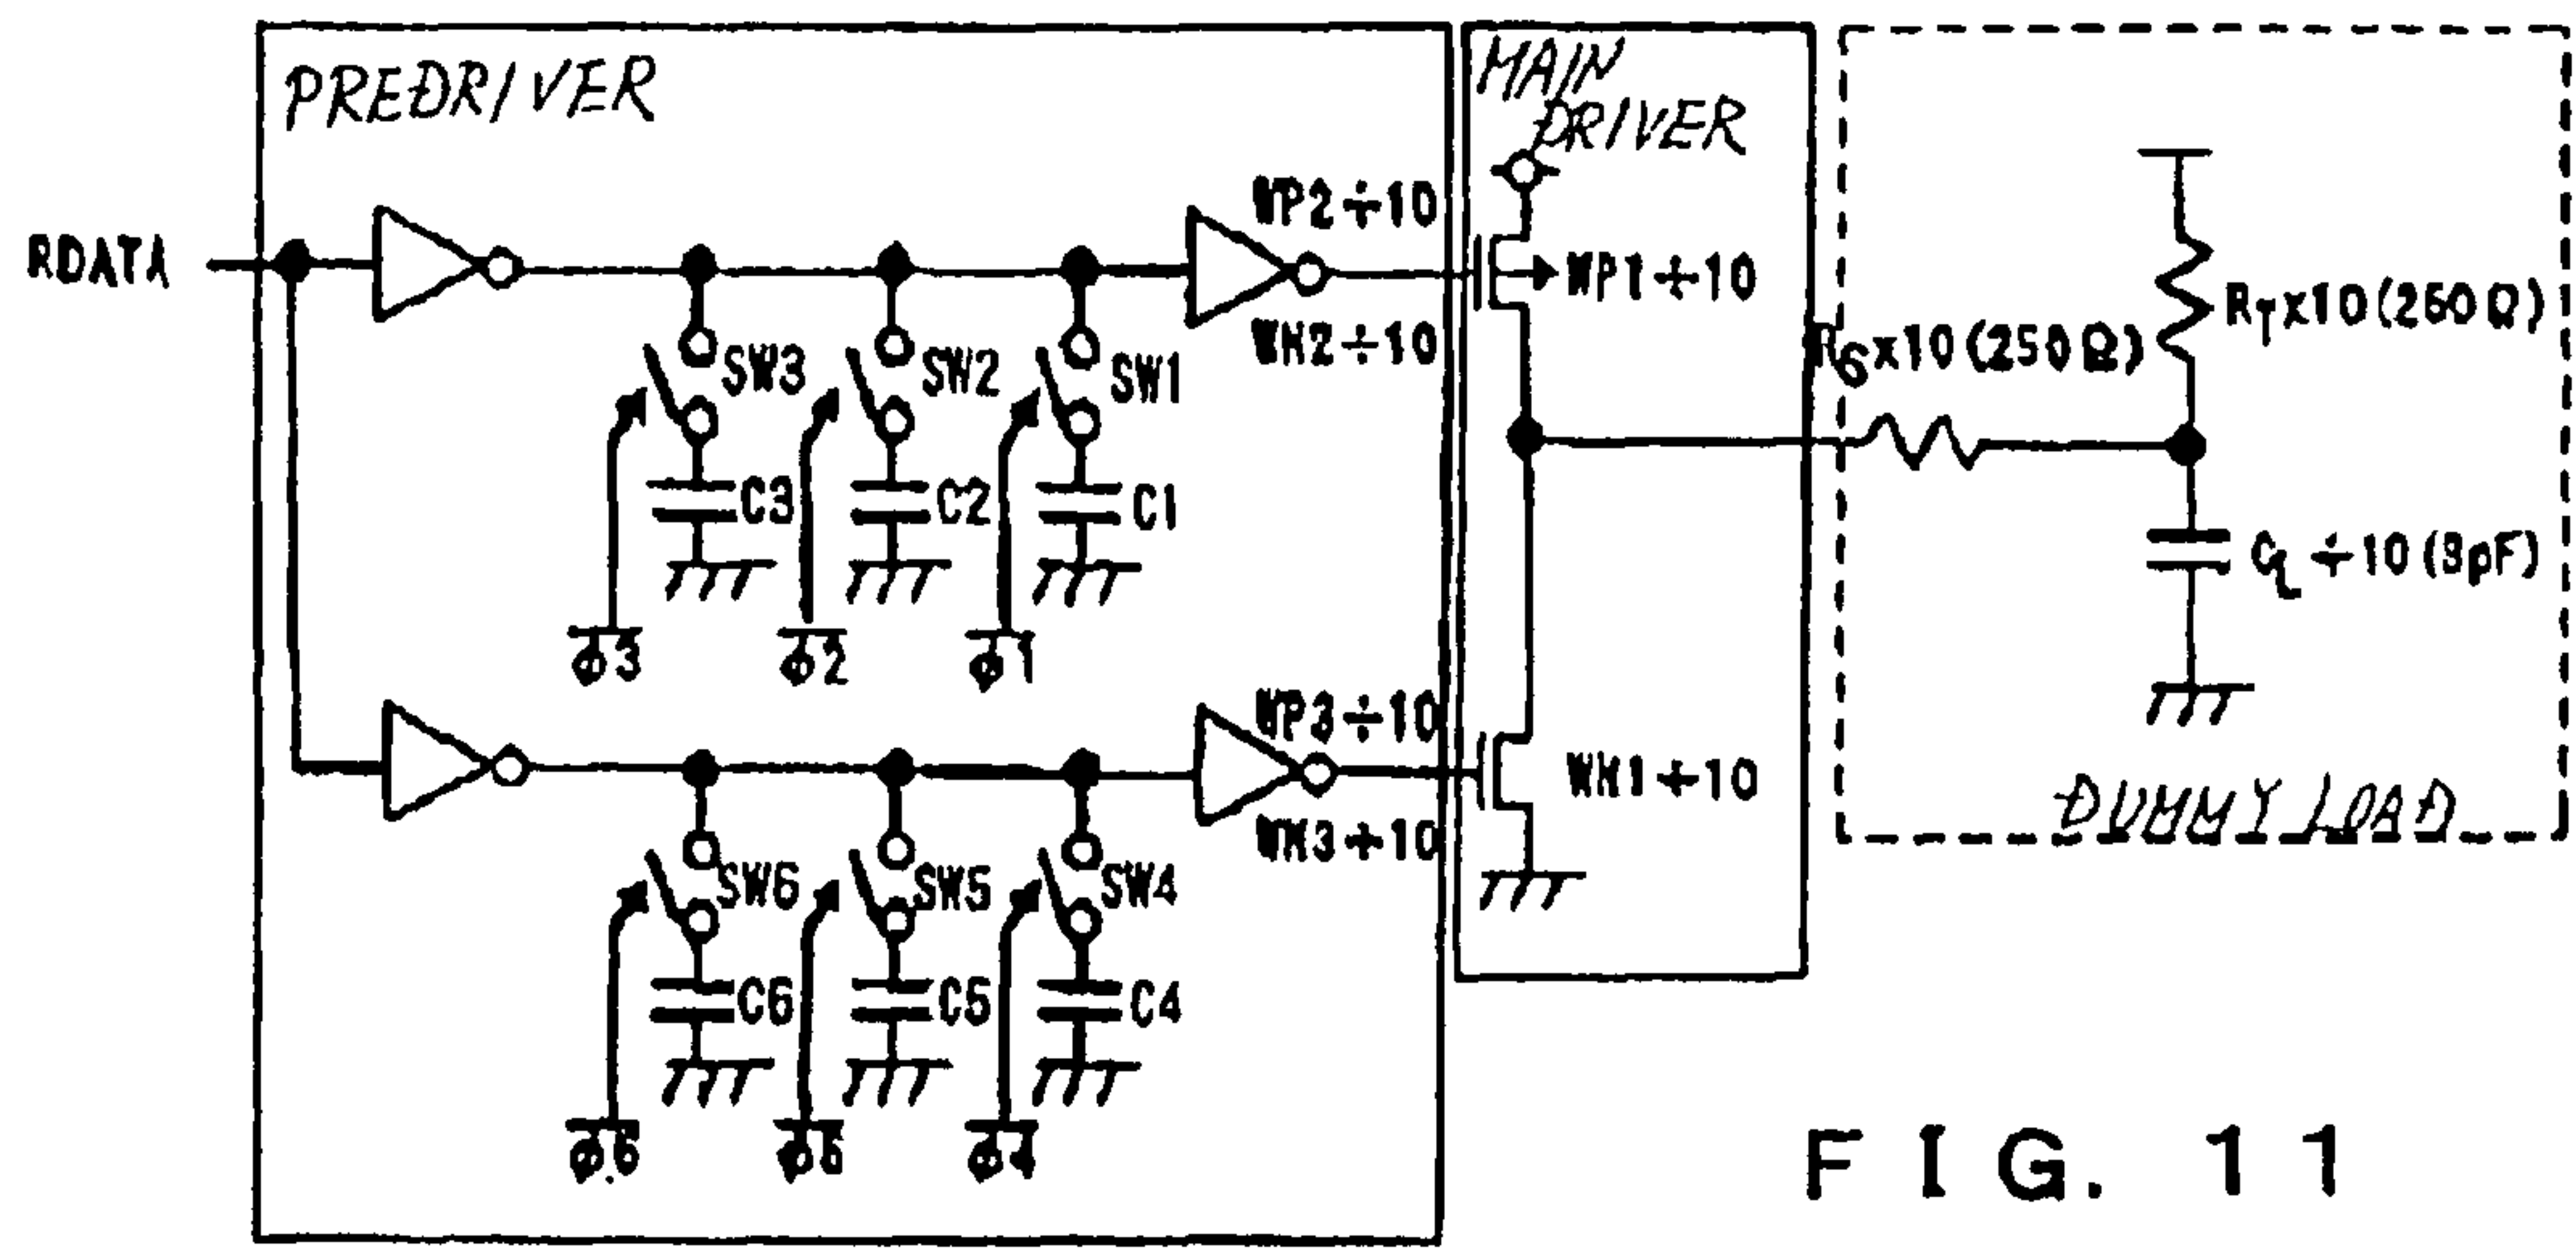 PREDRIVER
MAIN
DRIVER
RDATA
WP2÷10
WP1÷10
WN2÷10
R6x10(250Ω)
RTx10(250Ω)
SW3
SW2
SW1
C3
C2
C1
CL÷10(3pF)
φ3
φ2
φ1
WP3÷10
WN1÷10
WN3÷10
DUMMY LOAD
SW6
SW5
SW4
C6
C5
C4
φ6
φ5
φ4
FIG. 11